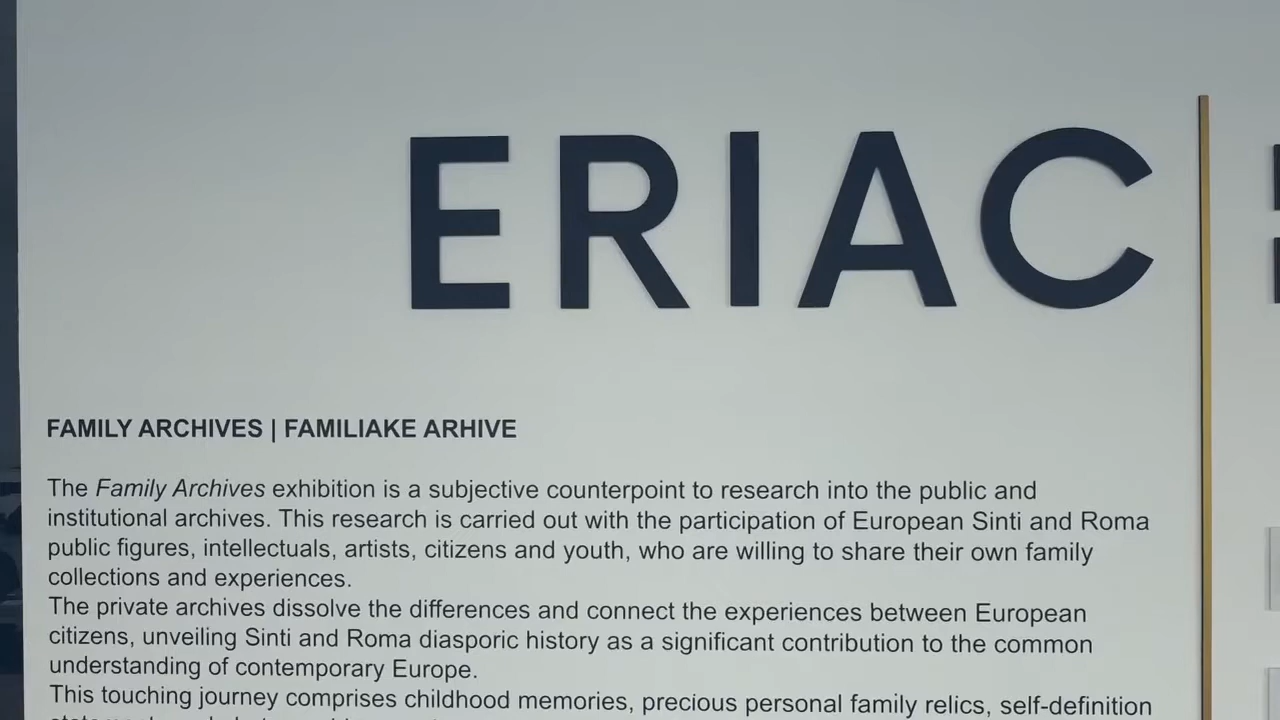 ERIAC
FAMILY ARCHIVES | FAMILIAKE ARHIVE
The Family Archives exhibition is a subjective counterpoint to research into the public and
institutional archives. This research is carried out with the participation of European Sinti and Roma
public figures, intellectuals, artists, citizens and youth, who are willing to share their own family
collections and experiences.
The private archives dissolve the differences and connect the experiences between European
citizens, unveiling Sinti and Roma diasporic history as a significant contribution to the common
understanding of contemporary Europe.
This touching journey comprises childhood memories, precious personal family relics, self-definition